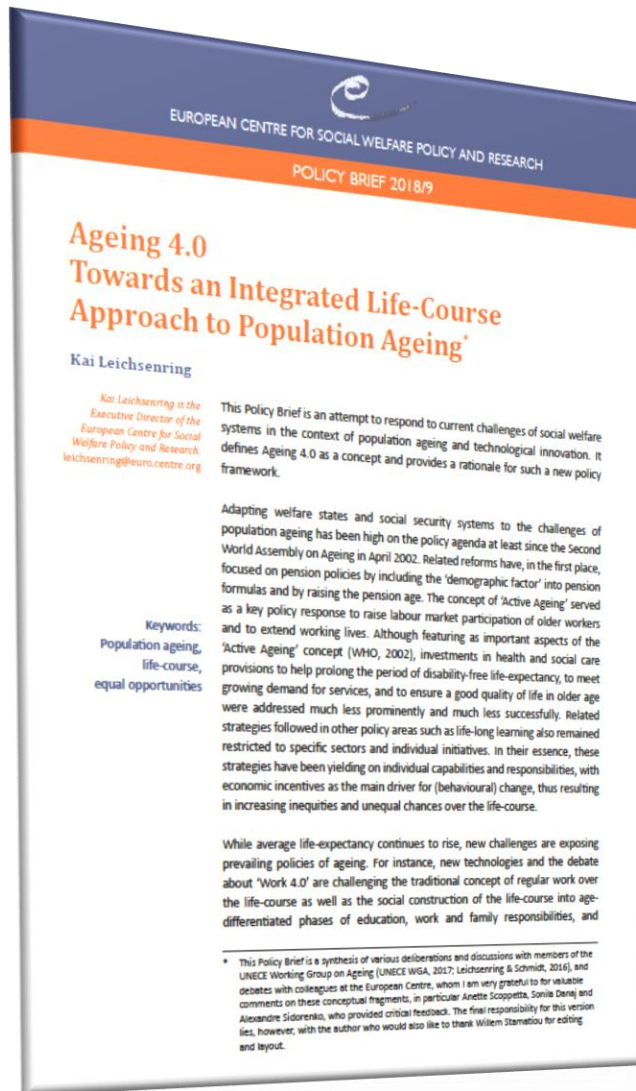 EUROPEAN CENTRE FOR SOCIAL WELFARE POLICY AND RESEARCH
POLICY BRIEF 2018/9
Ageing 4.0
Towards an Integrated Life-Course
Approach to Population Ageing*
Kai Leichsenring
Kai Leichsenring is the
Executive Director of the
European Centre for Social
Welfare Policy and Research.
leichsenring@euro.centre.org
Keywords:
Population ageing,
life-course,
equal opportunities
This Policy Brief is an attempt to respond to current challenges of social welfare
systems in the context of population ageing and technological innovation. It
defines Ageing 4.0 as a concept and provides a rationale for such a new policy
framework.
Adapting welfare states and social security systems to the challenges of
population ageing has been high on the policy agenda at least since the Second
World Assembly on Ageing in April 2002. Related reforms have, in the first place,
focused on pension policies by including the 'demographic factor' into pension
formulas and by raising the pension age. The concept of 'Active Ageing' served
as a key policy response to raise labour market participation of older workers
and to extend working lives. Although featuring as important aspects of the
'Active Ageing' concept (WHO, 2002), investments in health and social care
provisions to help prolong the period of disability-free life-expectancy, to meet
growing demand for services, and to ensure a good quality of life in older age
were addressed much less prominently and much less successfully. Related
strategies followed in other policy areas such as life-long learning also remained
restricted to specific sectors and individual initiatives. In their essence, these
strategies have been yielding on individual capabilities and responsibilities, with
economic incentives as the main driver for (behavioural) change, thus resulting
in increasing inequities and unequal chances over the life-course.
While average life-expectancy continues to rise, new challenges are exposing
prevailing policies of ageing. For instance, new technologies and the debate
about 'Work 4.0' are challenging the traditional concept of regular work over
the life-course as well as the social construction of the life-course into age-
differentiated phases of education, work and family responsibilities, and
* This Policy Brief is a synthesis of various deliberations and discussions with members of the
UNECE Working Group on Ageing (UNECE WGA, 2017; Leichsenring & Schmidt, 2016), and
debates with colleagues at the European Centre, whom I am very grateful to for valuable
comments on these conceptual fragments, in particular Anette Scoppetta, Sonila Danaj and
Alexandre Sidorenko, who provided critical feedback. The final responsibility for this version
lies, however, with the author who would also like to thank Willem Stamatiou for editing
and layout.